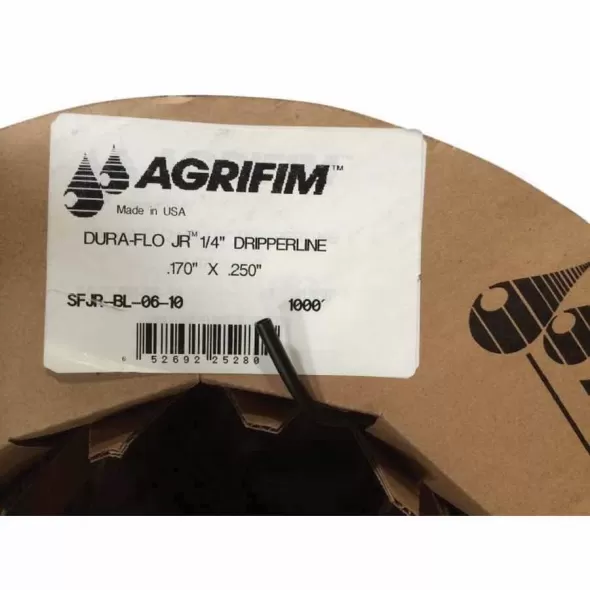 AGRIFIM™
Made in USA
DURA-FLO JR™ 1/4" DRIPPERLINE
.170" X .250"
SFJR-BL-06-10 1000'
6 52692 25280